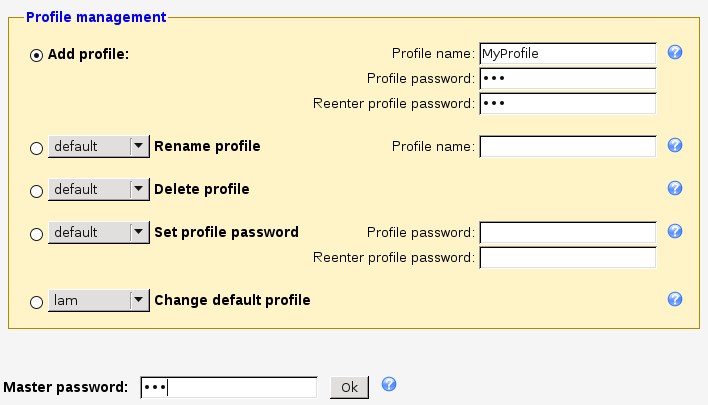 Profile management
Add profile: Profile name: MyProfile
Profile password: •••
Reenter profile password: •••
default Rename profile Profile name:
default Delete profile
default Set profile password Profile password:
Reenter profile password:
lam Change default profile
Master password: ••• Ok